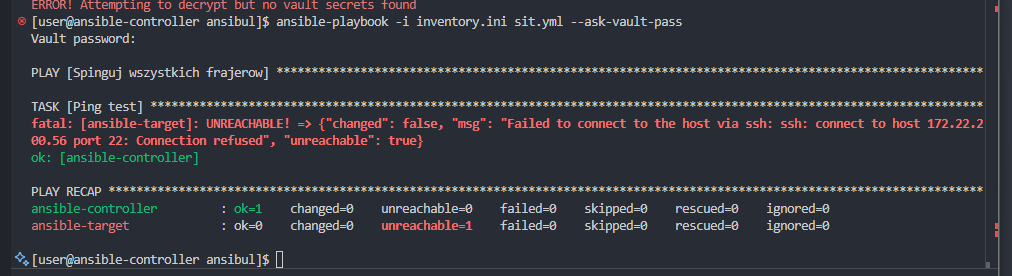 ERROR! Attempting to decrypt but no vault secrets found
[user@ansible-controller ansibul]$ ansible-playbook -i inventory.ini sit.yml --ask-vault-pass
Vault password:
PLAY [Spinguj wszystkich frajerow] ******************************************************************************************************
TASK [Ping test] ************************************************************************************************************************
fatal: [ansible-target]: UNREACHABLE! => {"changed": false, "msg": "Failed to connect to the host via ssh: ssh: connect to host 172.22.2
00.56 port 22: Connection refused", "unreachable": true}
ok: [ansible-controller]
PLAY RECAP ******************************************************************************************************************************
ansible-controller         : ok=1    changed=0    unreachable=0    failed=0    skipped=0    rescued=0    ignored=0
ansible-target             : ok=0    changed=0    unreachable=1    failed=0    skipped=0    rescued=0    ignored=0
[user@ansible-controller ansibul]$